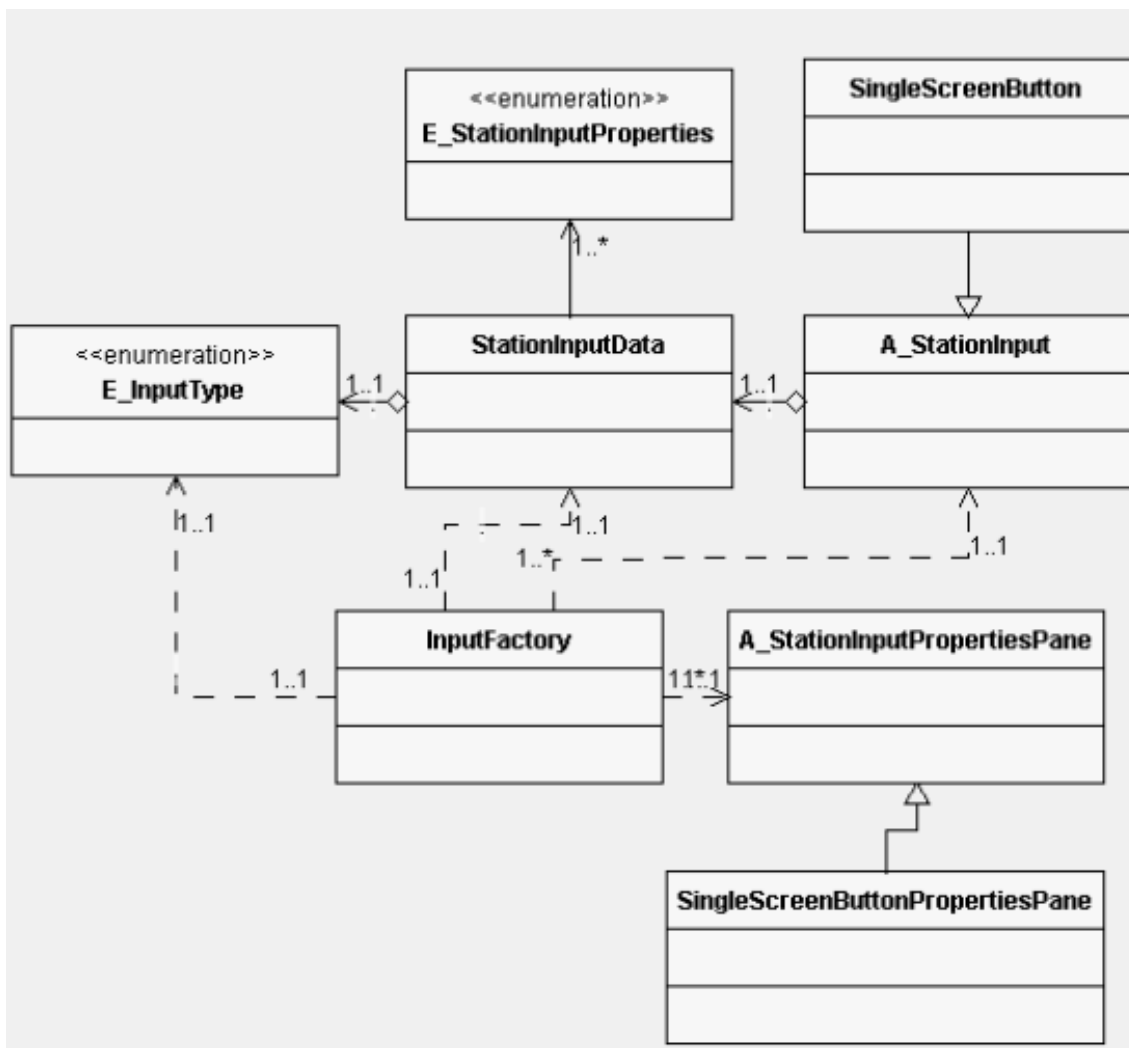 <<enumeration>>
E_StationInputProperties
SingleScreenButton
1..*
<<enumeration>>
E_InputType
1..1
StationInputData
1..1
A_StationInput
1..1
1..1
1..*
1..1
1..1
1..1
InputFactory
A_StationInputPropertiesPane
SingleScreenButtonPropertiesPane